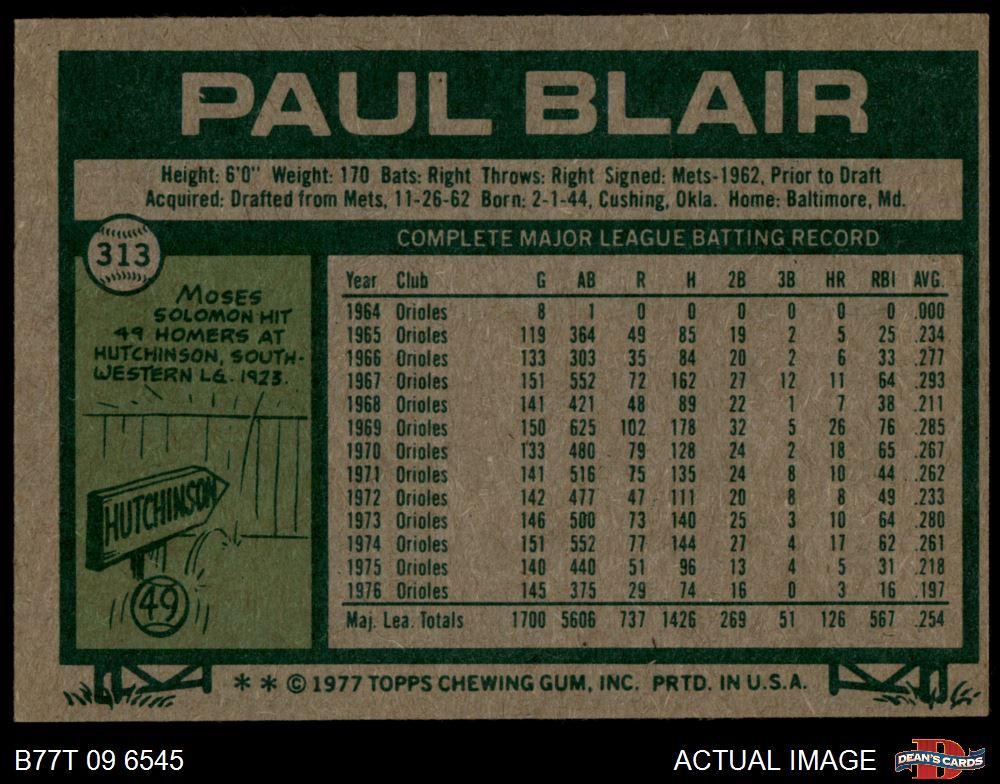 PAUL BLAIR
Height: 6'0" Weight: 170 Bats: Right Throws: Right Signed: Mets-1962, Prior to Draft
Acquired: Drafted from Mets, 11-26-62 Born: 2-1-44, Cushing, Okla. Home: Baltimore, Md.
313
COMPLETE MAJOR LEAGUE BATTING RECORD
MOSES
SOLOMON HIT
49 HOMERS AT
HUTCHINSON, SOUTH-
WESTERN LG. 1923.
HUTCHINSON
49
Year Club G AB R H 2B 3B HR RBI AVG.
1964 Orioles 8 1 0 0 0 0 0 0 .000
1965 Orioles 119 364 49 85 19 2 5 25 .234
1966 Orioles 133 303 35 84 20 2 6 33 .277
1967 Orioles 151 552 72 162 27 12 11 64 .293
1968 Orioles 141 421 48 89 22 1 7 38 .211
1969 Orioles 150 625 102 178 32 5 26 76 .285
1970 Orioles 133 480 79 128 24 2 18 65 .267
1971 Orioles 141 516 75 135 24 8 10 44 .262
1972 Orioles 142 477 47 111 20 8 8 49 .233
1973 Orioles 146 500 73 140 25 3 10 64 .280
1974 Orioles 151 552 77 144 27 4 17 62 .261
1975 Orioles 140 440 51 96 13 4 5 31 .218
1976 Orioles 145 375 29 74 16 0 3 16 .197
Maj. Lea. Totals 1700 5606 737 1426 269 51 126 567 .254
* * © 1977 TOPPS CHEWING GUM, INC. PRTD. IN U.S.A.
B77T 09 6545
ACTUAL IMAGE
D
DEAN'S CARDS